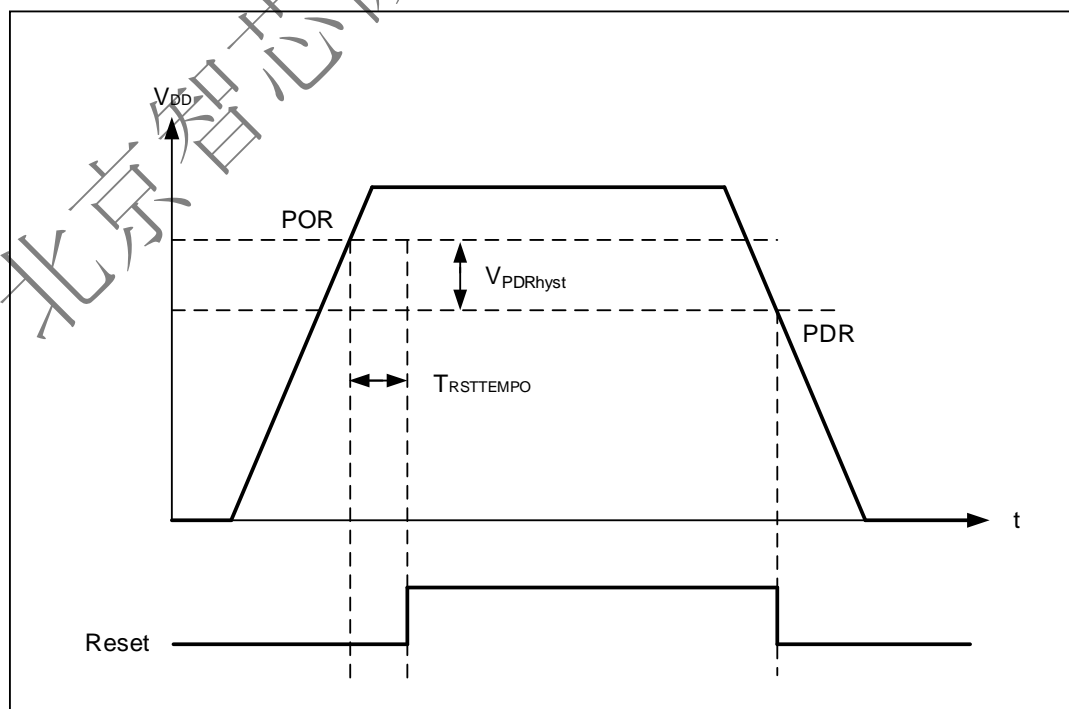 北京智芯
VDD
POR
VPDRhyst
PDR
TRSTTEMPO
t
Reset